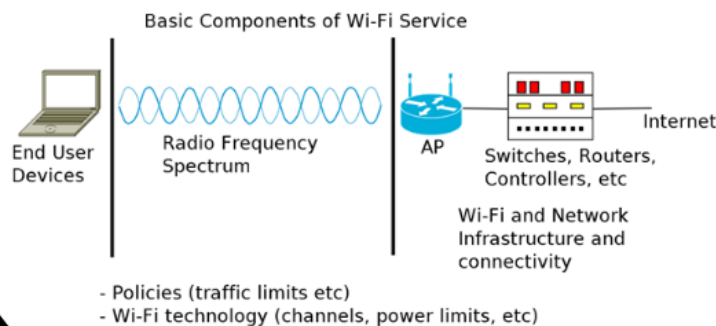 Basic Components of Wi-Fi Service
End User
Devices
Radio Frequency
Spectrum
AP
Switches, Routers,
Controllers, etc
Internet
Wi-Fi and Network
Infrastructure and
connectivity
- Policies (traffic limits etc)
- Wi-Fi technology (channels, power limits, etc)